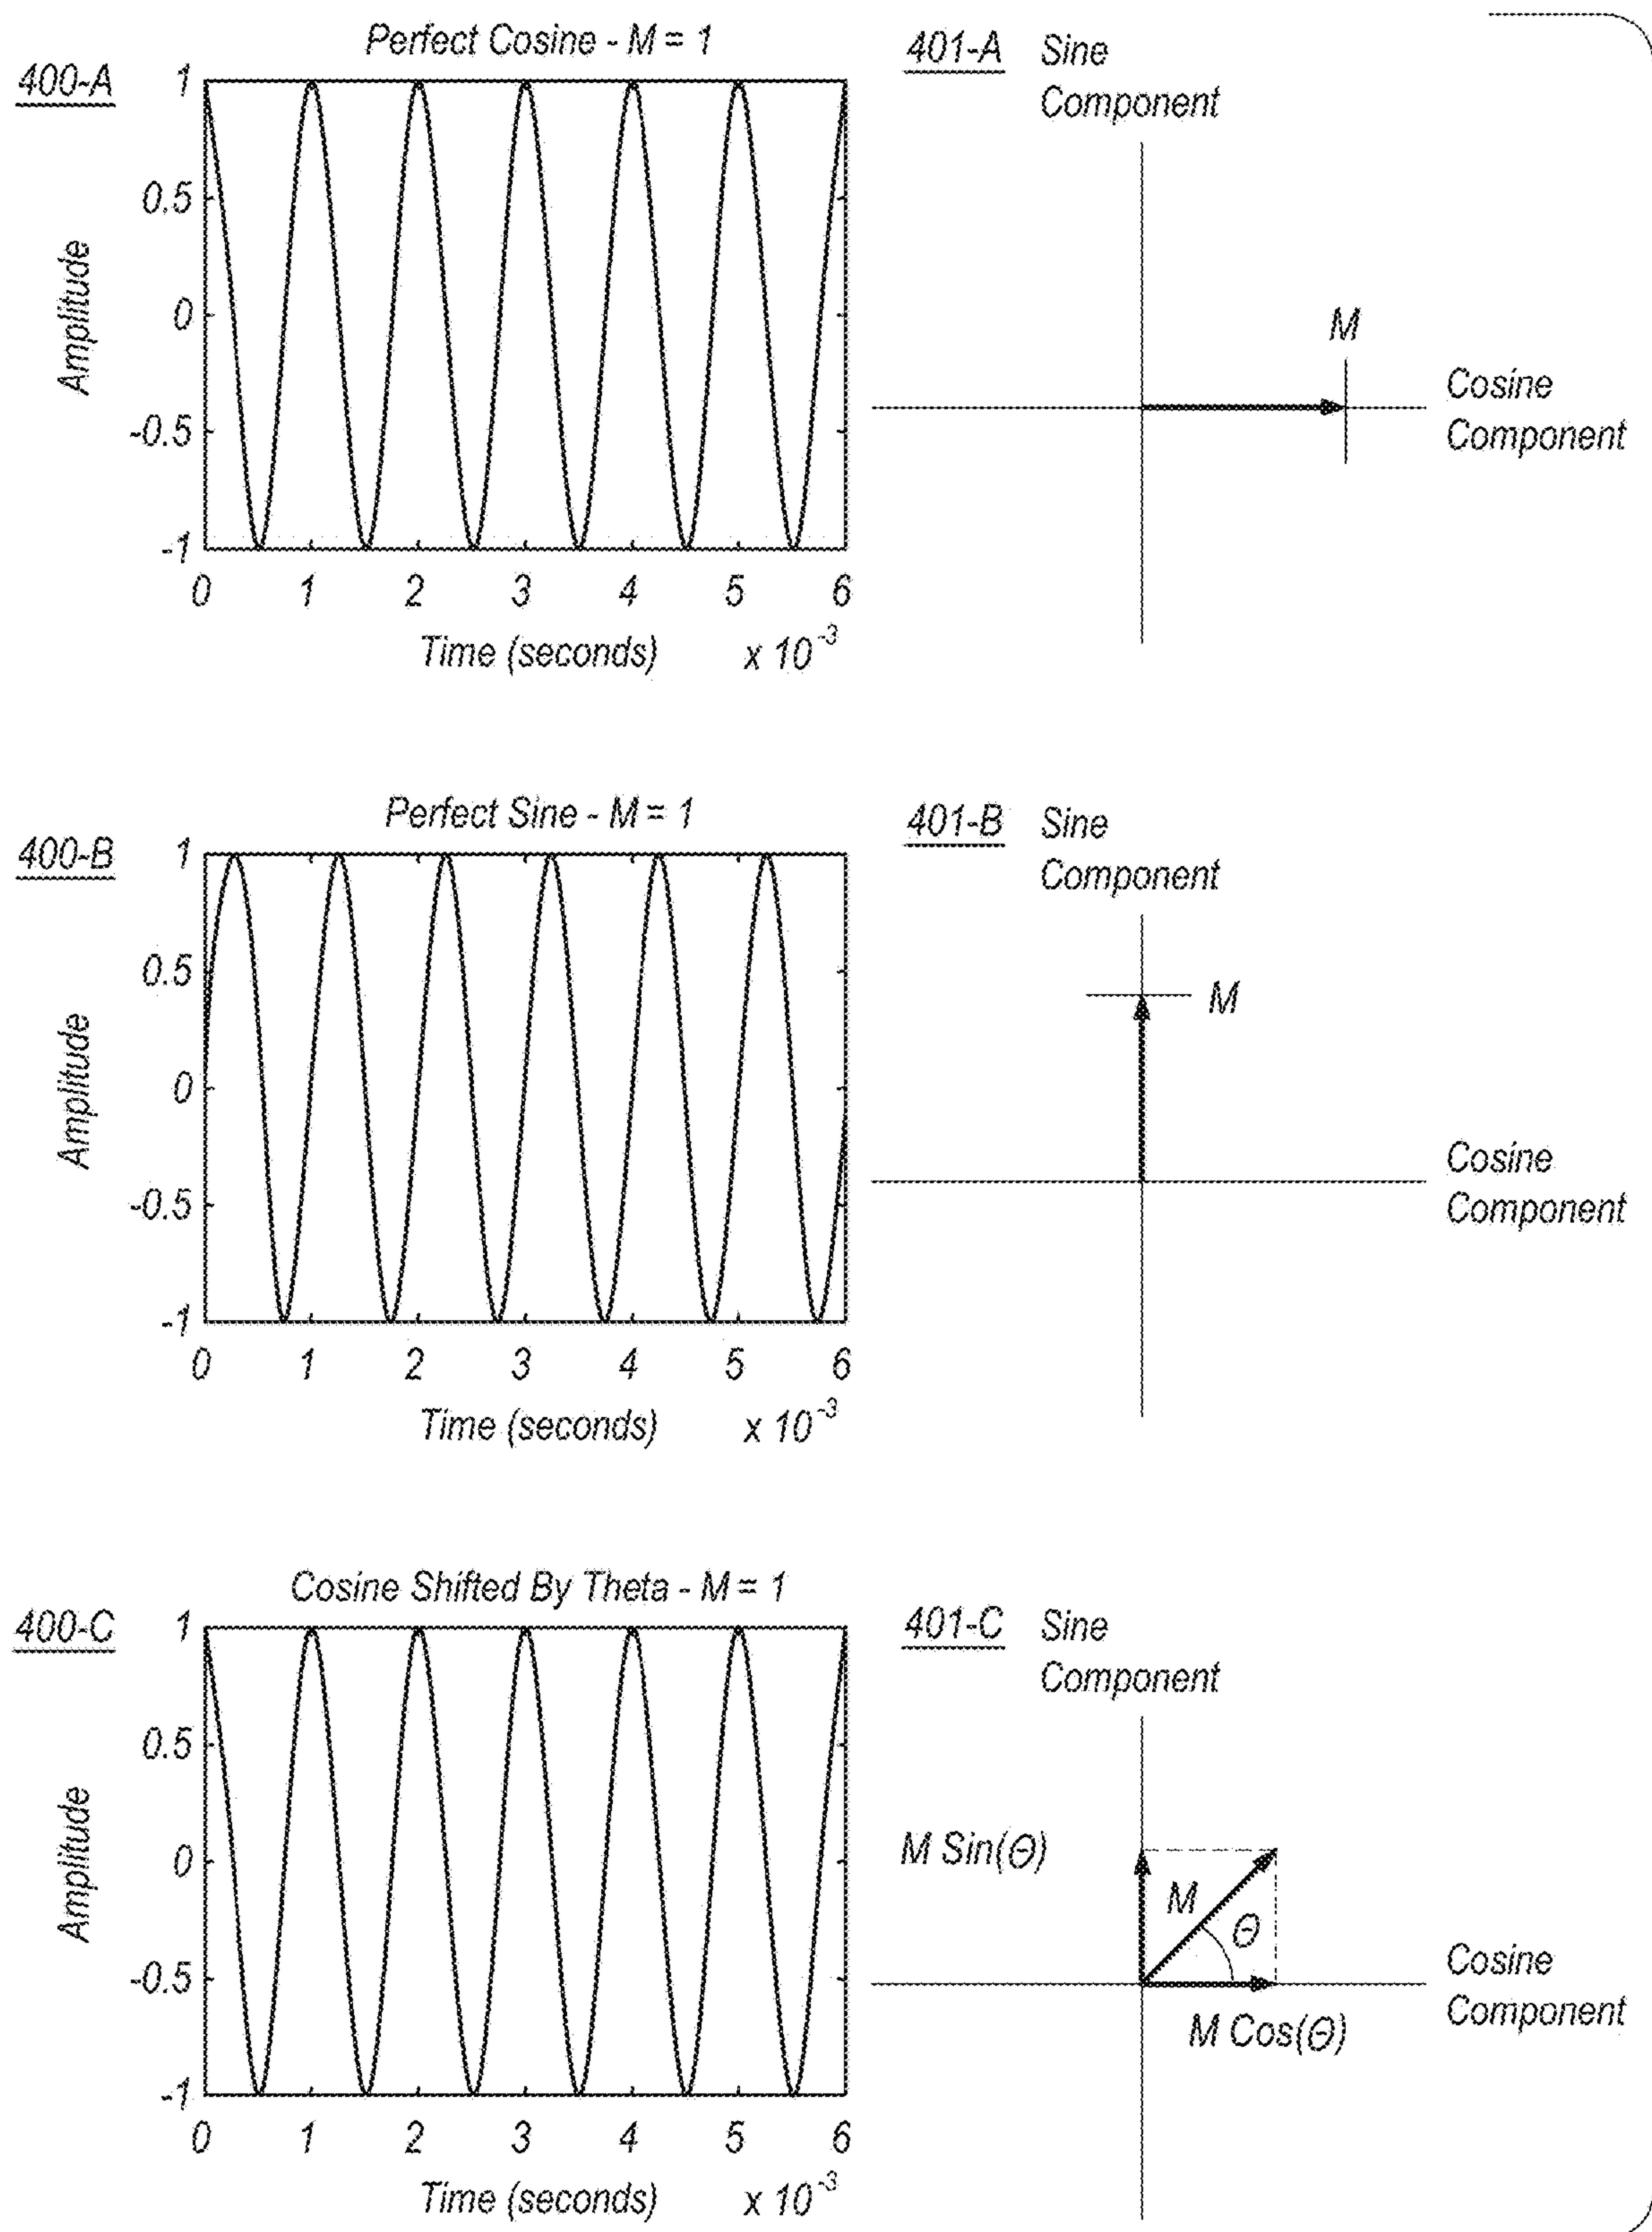 Perfect Cosine - M = 1
400-A
1
0.5
0
-0.5
-1
Amplitude
0 1 2 3 4 5 6
Time (seconds) x 10^-3
401-A Sine
Component
M
Cosine
Component
Perfect Sine - M = 1
400-B
1
0.5
0
-0.5
-1
Amplitude
0 1 2 3 4 5 6
Time (seconds) x 10^-3
401-B Sine
Component
M
Cosine
Component
Cosine Shifted By Theta - M = 1
400-C
1
0.5
0
-0.5
-1
Amplitude
0 1 2 3 4 5 6
Time (seconds) x 10^-3
401-C Sine
Component
M Sin(Θ)
M
Θ
M Cos(Θ)
Cosine
Component